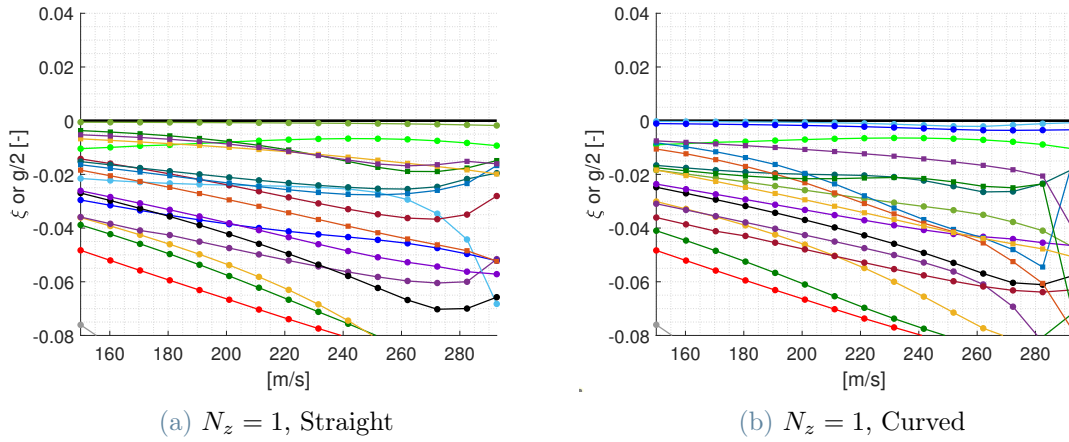 0.04
0.02
0
-0.02
-0.04
-0.06
-0.08
ξ or g/2 [-]
160 180 200 220 240 260 280
[m/s]
(a) N_z = 1, Straight
0.04
0.02
0
-0.02
-0.04
-0.06
-0.08
ξ or g/2 [-]
160 180 200 220 240 260 280
[m/s]
(b) N_z = 1, Curved